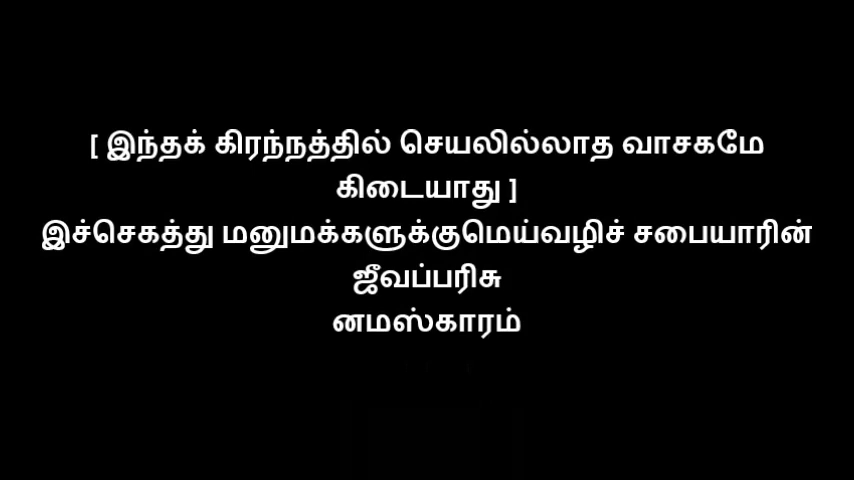 [ இந்தக் கிரந்நத்தில் செயலில்லாத வாசகமே
கிடையாது ]
இச்செகத்து மனுமக்களுக்குமெய்வழிச் சபையாரின்
ஜீவப்பரிசு
னமஸ்காரம்